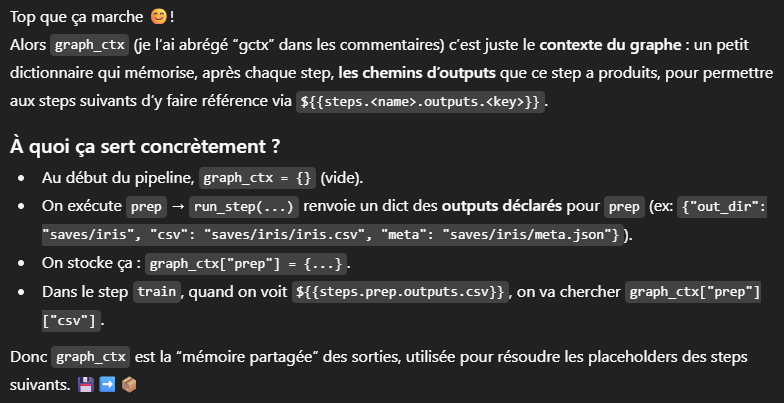 Top que ça marche 😊 !
Alors graph_ctx (je l’ai abrégé “gctx” dans les commentaires) c’est juste le contexte du graphe : un petit
dictionnaire qui mémorise, après chaque step, les chemins d’outputs que ce step a produits, pour permettre
aux steps suivants d’y faire référence via ${{steps.<name>.outputs.<key>}}.
À quoi ça sert concrètement ?
• Au début du pipeline, graph_ctx = {} (vide).
• On exécute prep → run_step(...) renvoie un dict des outputs déclarés pour prep (ex: {"out_dir":
"saves/iris", "csv": "saves/iris/iris.csv", "meta": "saves/iris/meta.json"}).
• On stocke ça : graph_ctx["prep"] = {...}.
• Dans le step train, quand on voit ${{steps.prep.outputs.csv}}, on va chercher graph_ctx["prep"]
["csv"].
Donc graph_ctx est la “mémoire partagée” des sorties, utilisée pour résoudre les placeholders des steps
suivants. 💾 ➡️ 📦